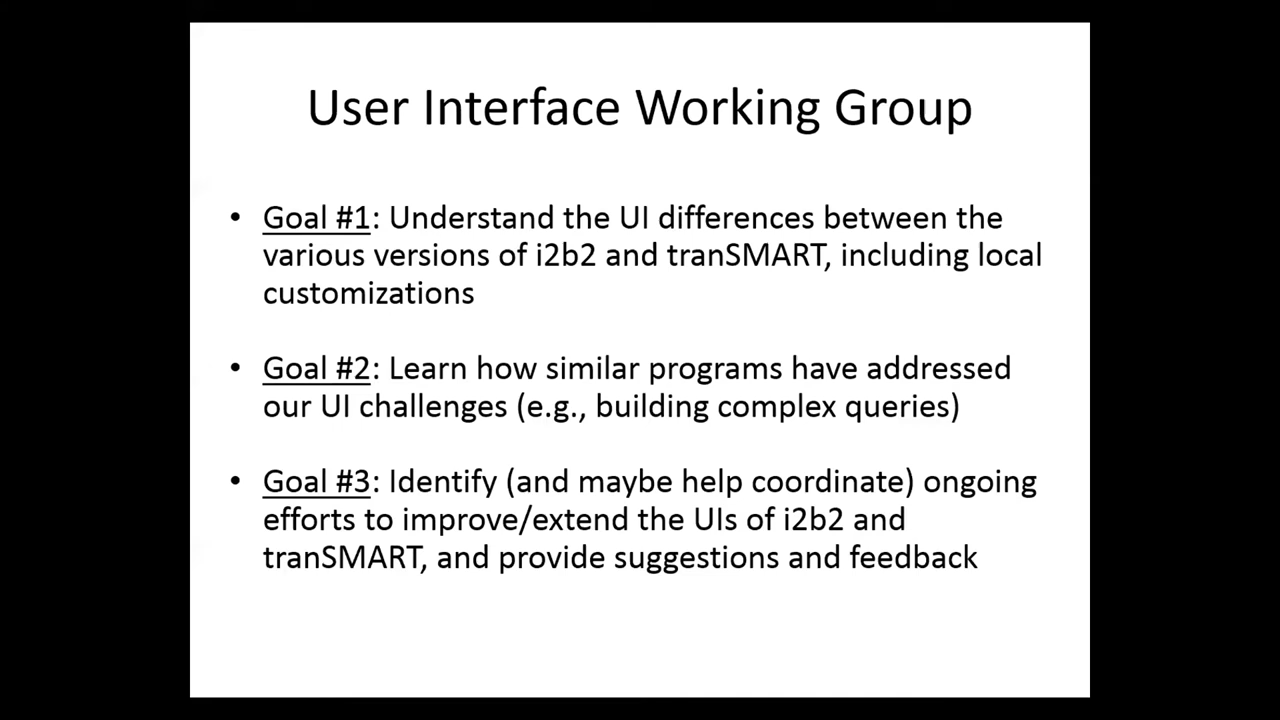 User Interface Working Group
• Goal #1: Understand the UI differences between the
various versions of i2b2 and tranSMART, including local
customizations
• Goal #2: Learn how similar programs have addressed
our UI challenges (e.g., building complex queries)
• Goal #3: Identify (and maybe help coordinate) ongoing
efforts to improve/extend the UIs of i2b2 and
tranSMART, and provide suggestions and feedback